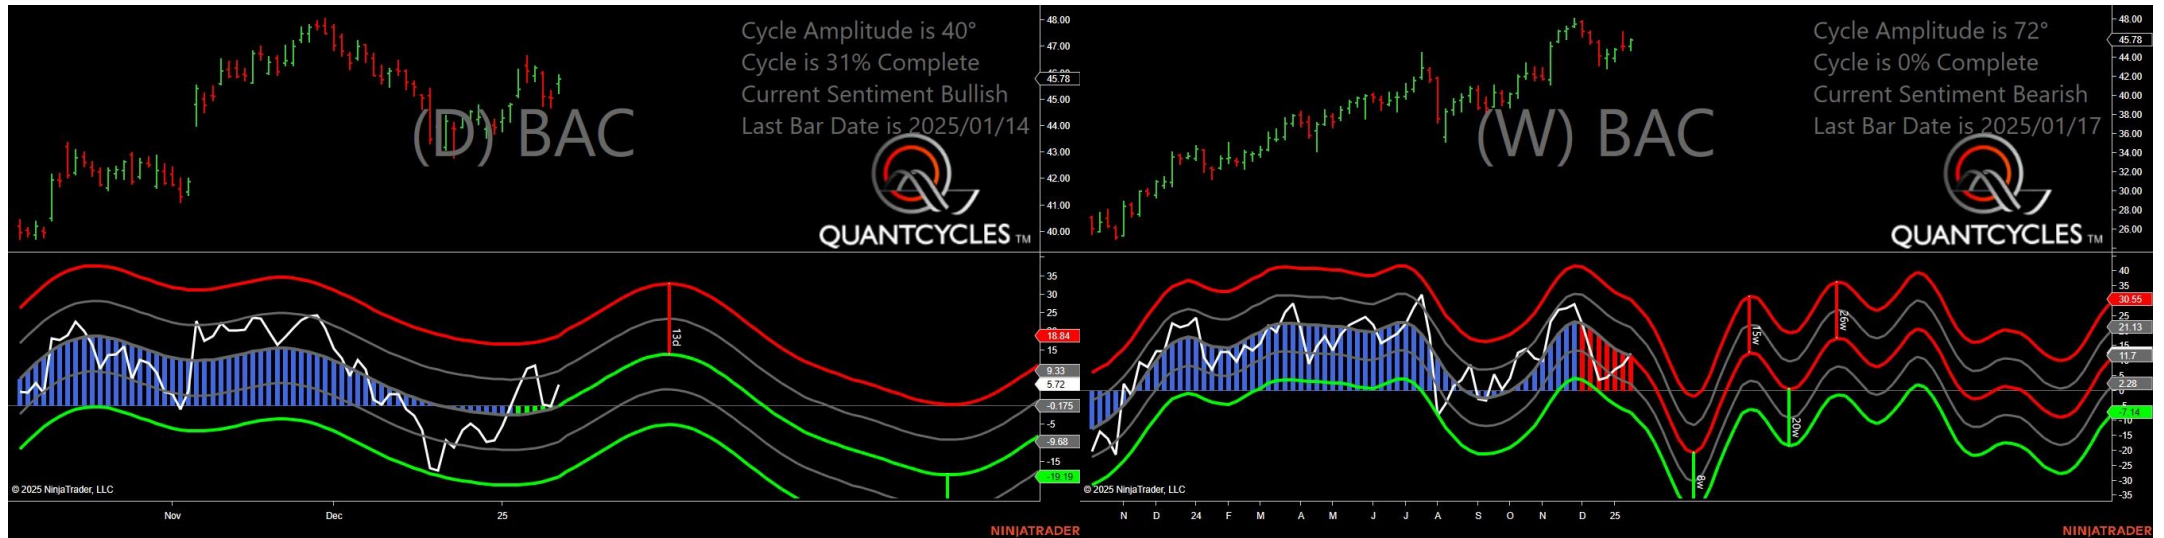 Cycle Amplitude is 40°
Cycle is 31% Complete
Current Sentiment Bullish
Last Bar Date is 2025/01/14
(D) BAC
QUANTCYCLES TM
48.00
47.00
45.78
45.00
44.00
43.00
42.00
41.00
40.00
35
30
25
18.84
15
9.33
5.72
-0.175
-5
-9.68
-15
-19.19
13d
© 2025 NinjaTrader, LLC
Nov
Dec
25
NINJATRADER
Cycle Amplitude is 72°
Cycle is 0% Complete
Current Sentiment Bearish
Last Bar Date is 2025/01/17
(W) BAC
QUANTCYCLES TM
48.00
45.78
44.00
42.00
40.00
38.00
36.00
34.00
32.00
30.00
28.00
26.00
40
30.55
25
21.13
15
11.7
5
2.28
-7.14
-10
-15
-20
-25
-30
-35
15w
26w
20w
8w
© 2025 NinjaTrader, LLC
N D 24 F M A M J J A S O N D 25
NINJATRADER